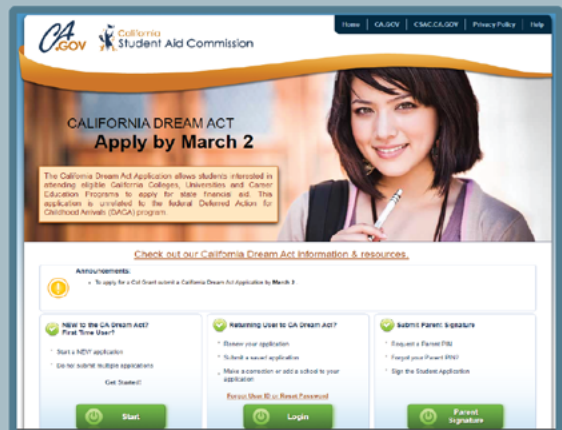 Home | CA.GOV | CSAC.CA.GOV | Privacy Policy | Help
CA.GOV
California
Student Aid Commission
CALIFORNIA DREAM ACT
Apply by March 2
The California Dream Act Application allows students interested in
attending eligible California Colleges, Universities and Career
Education Programs to apply for state financial aid. This
application is unrelated to the federal Deferred Action for
Childhood Arrivals (DACA) program.
Check out our California Dream Act information & resources.
Announcements:
To apply for a Cal Grant submit a California Dream Act Application by March 2.
NEW to the CA Dream Act?
First Time User?
Start a NEW application
Do not submit multiple applications
Get Started!
Start
Returning User to CA Dream Act?
Renew your application
Submit a saved application
Make a correction or add a school to your
application
Forgot User ID or Reset Password
Login
Submit Parent Signature
Request a Parent PIN
Forgot your Parent PIN?
Sign the Student Application
Parent
Signature